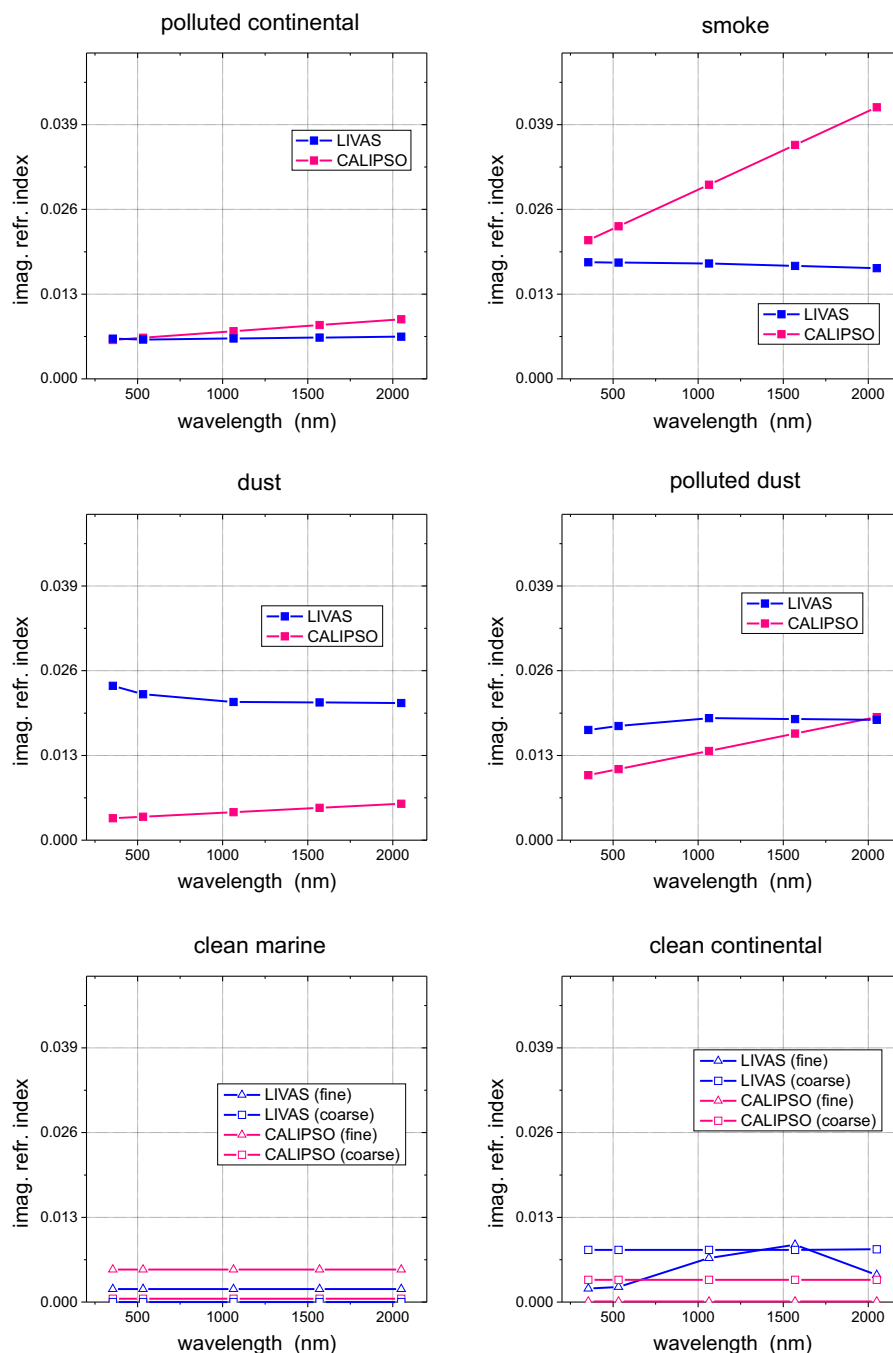 polluted continental
imag. refr. index
0.039
0.026
0.013
0.000
LIVAS
CALIPSO
500
1000
1500
2000
wavelength (nm)
smoke
imag. refr. index
0.039
0.026
0.013
0.000
LIVAS
CALIPSO
500
1000
1500
2000
wavelength (nm)
dust
imag. refr. index
0.039
0.026
0.013
0.000
LIVAS
CALIPSO
500
1000
1500
2000
wavelength (nm)
polluted dust
imag. refr. index
0.039
0.026
0.013
0.000
LIVAS
CALIPSO
500
1000
1500
2000
wavelength (nm)
clean marine
imag. refr. index
0.039
0.026
0.013
0.000
LIVAS (fine)
LIVAS (coarse)
CALIPSO (fine)
CALIPSO (coarse)
500
1000
1500
2000
wavelength (nm)
clean continental
imag. refr. index
0.039
0.026
0.013
0.000
LIVAS (fine)
LIVAS (coarse)
CALIPSO (fine)
CALIPSO (coarse)
500
1000
1500
2000
wavelength (nm)